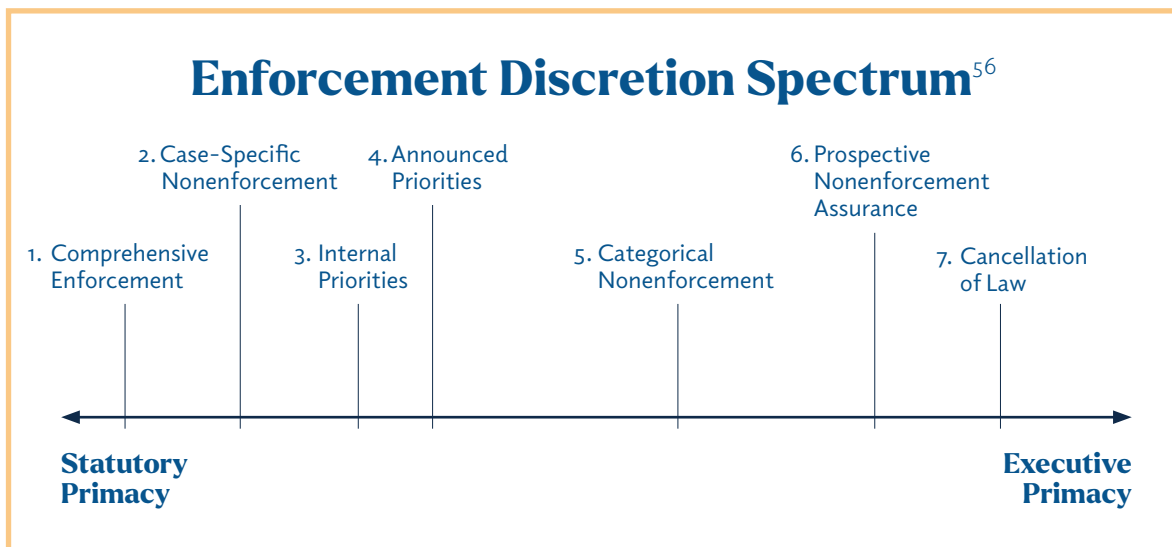 Enforcement Discretion Spectrum56
1. Comprehensive
Enforcement
2. Case-Specific
Nonenforcement
3. Internal
Priorities
4. Announced
Priorities
5. Categorical
Nonenforcement
6. Prospective
Nonenforcement
Assurance
7. Cancellation
of Law
Statutory
Primacy
Executive
Primacy